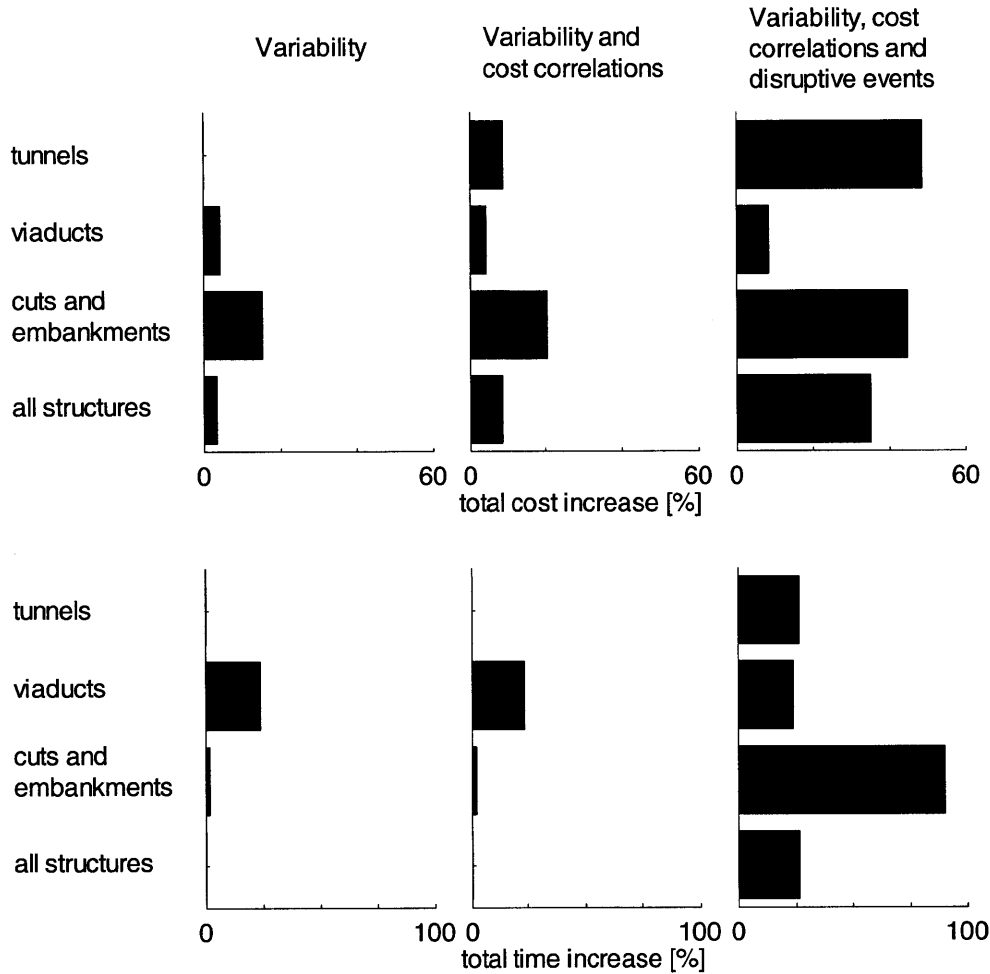 Variability
Variability and
cost correlations
Variability, cost
correlations and
disruptive events
tunnels
viaducts
cuts and
embankments
all structures
0 60 0 60 0 60
total cost increase [%]
tunnels
viaducts
cuts and
embankments
all structures
0 100 0 100 0 100
total time increase [%]